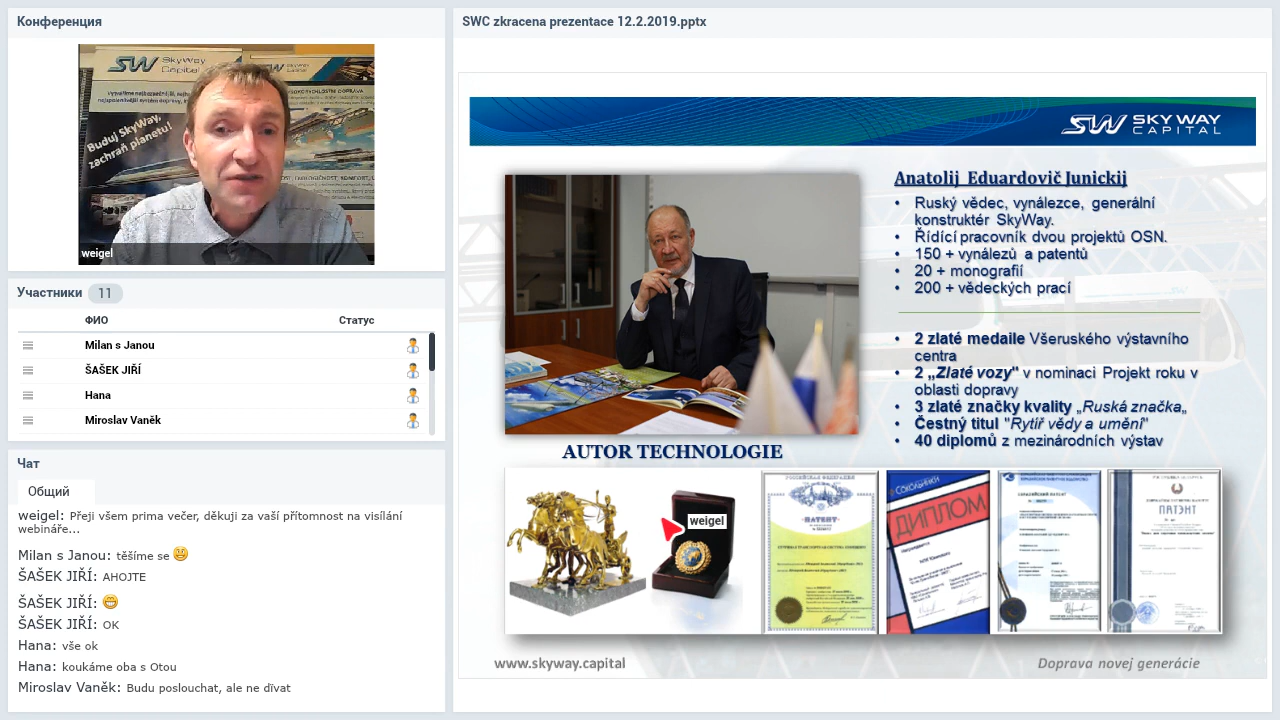 Конференция
SW SkyWay
Capital
Buduj SkyWay,
zachraň planetu!
weigel
Участники 11
ФИО Статус
Milan s Janou
ŠAŠEK JIŘÍ
Hana
Miroslav Vaněk
Чат
Общий
weigel: Přeji všem prima večer, děkuji za vaší přítomnost na visílání
webináře...
Milan s Janou: těšíme se
ŠAŠEK JIŘÍ: AHOJTE
ŠAŠEK JIŘÍ:
ŠAŠEK JIŘÍ: OK
Hana: vše ok
Hana: koukáme oba s Otou
Miroslav Vaněk: Budu poslouchat, ale ne dívat
SWC zkracena prezentace 12.2.2019.pptx
SW SKY WAY
CAPITAL
Anatolij Eduardovič Junickij
• Ruský vědec, vynálezce, generální
konstruktér SkyWay.
• Řídící pracovník dvou projektů OSN.
• 150 + vynálezů a patentů
• 20 + monografií
• 200 + vědeckých prací
• 2 zlaté medaile Všeruského výstavního
centra
• 2 „Zlaté vozy" v nominaci Projekt roku v
oblasti dopravy
• 3 zlaté značky kvality „Ruská značka„
• Čestný titul "Rytíř vědy a umění"
• 40 diplomů z mezinárodních výstav
AUTOR TECHNOLOGIE
weigel
ПАТЕНТ
СОКОЛЬНИКИ
ДИПЛОМ
ПАТЭНТ
www.skyway.capital
Doprava novej generácie